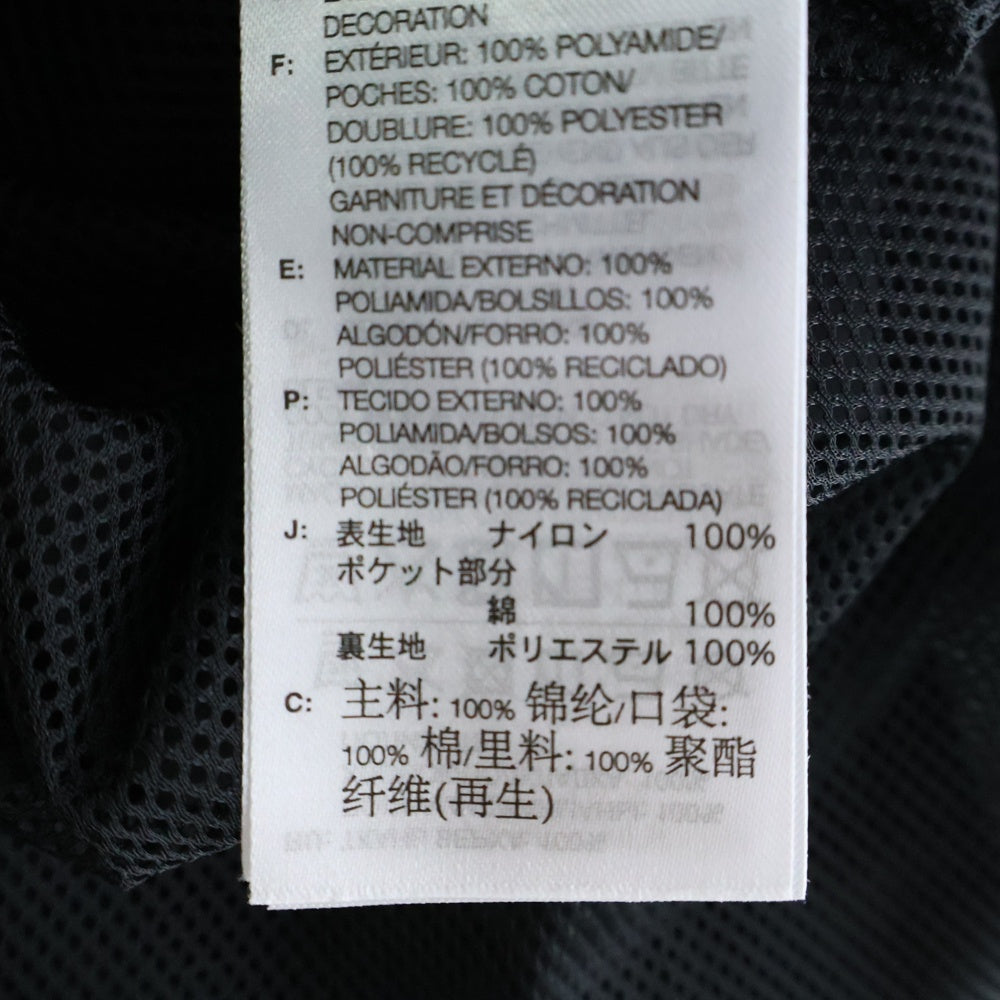 DECORATION
F: EXTÉRIEUR: 100% POLYAMIDE/
POCHES: 100% COTON/
DOUBLURE: 100% POLYESTER
(100% RECYCLÉ)
GARNITURE ET DÉCORATION
NON-COMPRISE
E: MATERIAL EXTERNO: 100%
POLIAMIDA/BOLSILLOS: 100%
ALGODÓN/FORRO: 100%
POLIÉSTER (100% RECICLADO)
P: TECIDO EXTERNO: 100%
POLIAMIDA/BOLSOS: 100%
ALGODÃO/FORRO: 100%
POLIÉSTER (100% RECICLADA)
J: 表生地 ナイロン 100%
ポケット部分
綿 100%
裏生地 ポリエステル 100%
C: 主料: 100% 锦纶/口袋:
100% 棉/里料: 100% 聚酯
纤维(再生)